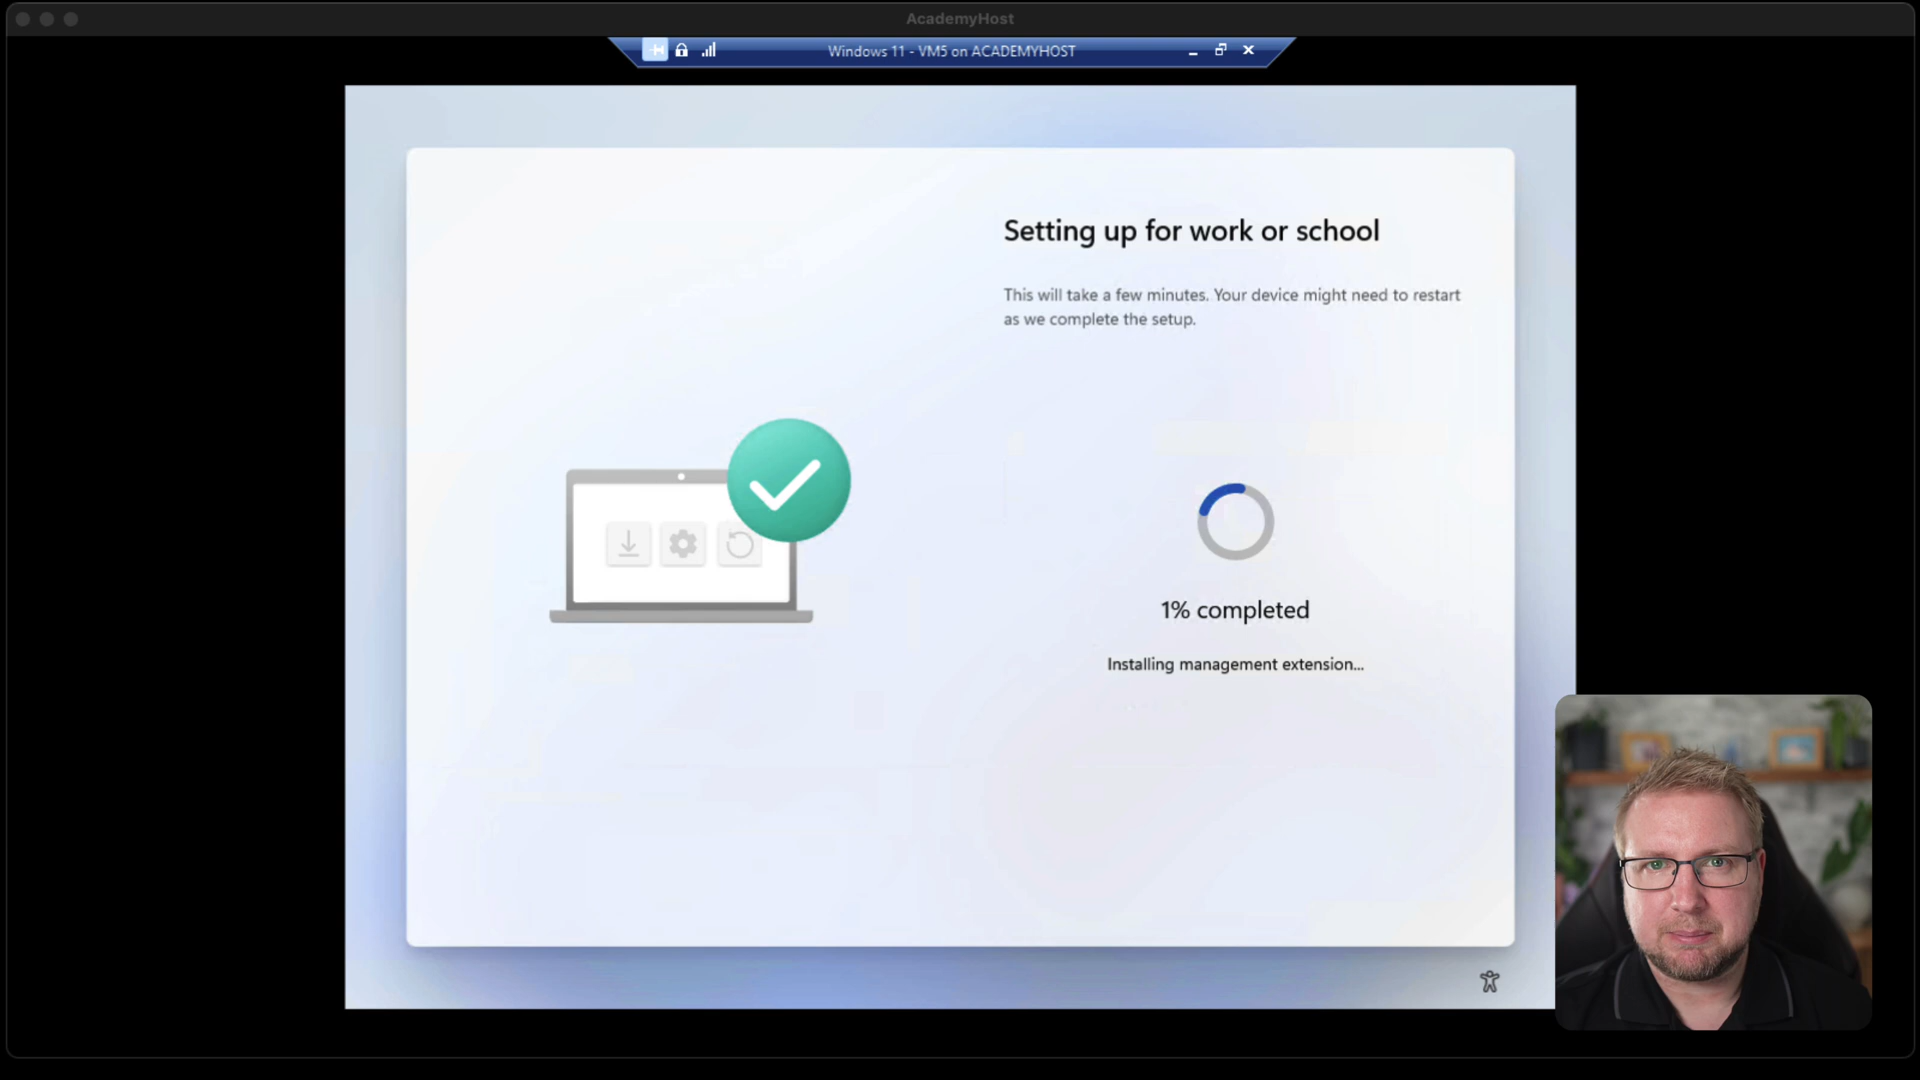 AcademyHost
Windows 11 - VM5 on ACADEMYHOST
Setting up for work or school
This will take a few minutes. Your device might need to restart
as we complete the setup.
1% completed
Installing management extension...